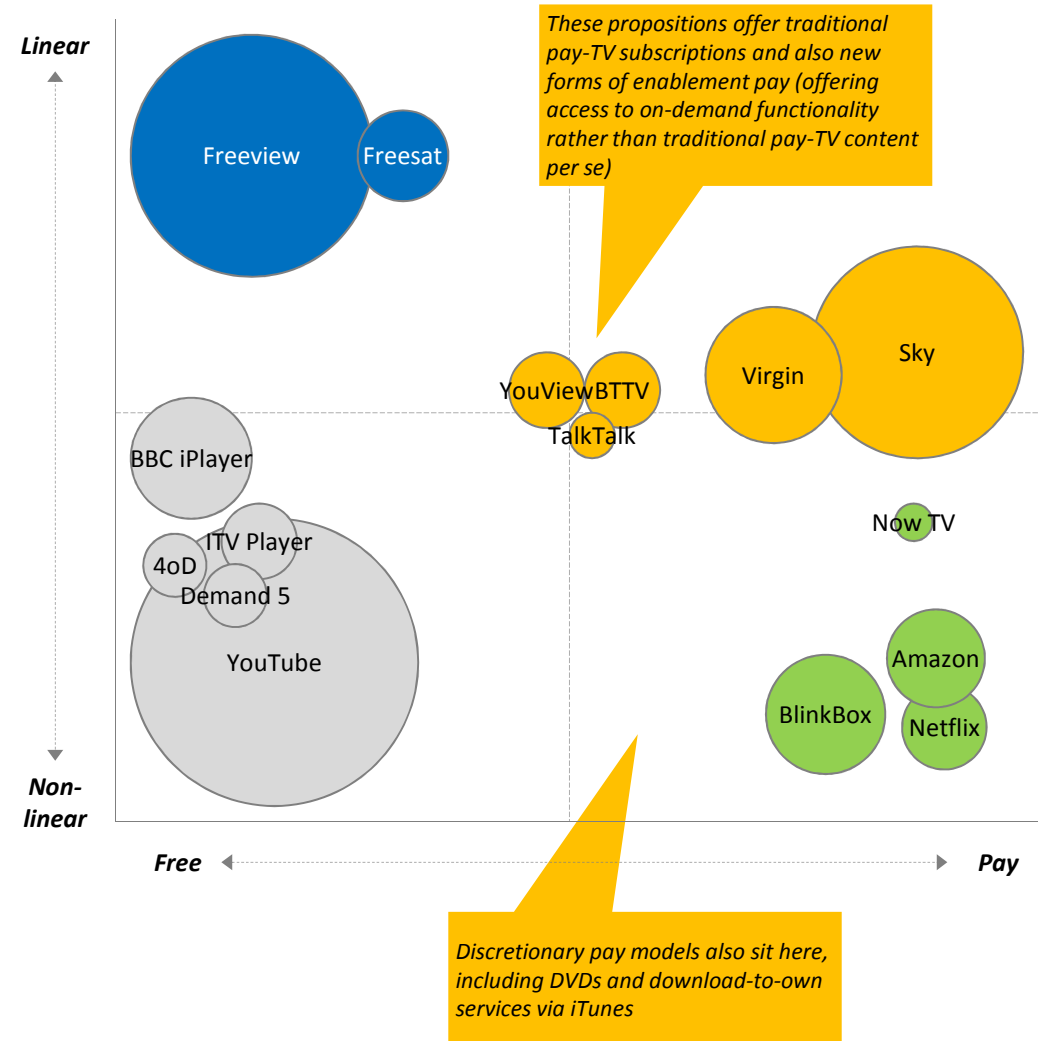 Linear
These propositions offer traditional
pay-TV subscriptions and also new
forms of enablement pay (offering
access to on-demand functionality
rather than traditional pay-TV content
per se)
Freeview
Freesat
Sky
Virgin
YouView
BTTV
TalkTalk
BBC iPlayer
Now TV
ITV Player
4oD
Demand 5
YouTube
Amazon
BlinkBox
Netflix
Non-
linear
Free
Pay
Discretionary pay models also sit here,
including DVDs and download-to-own
services via iTunes